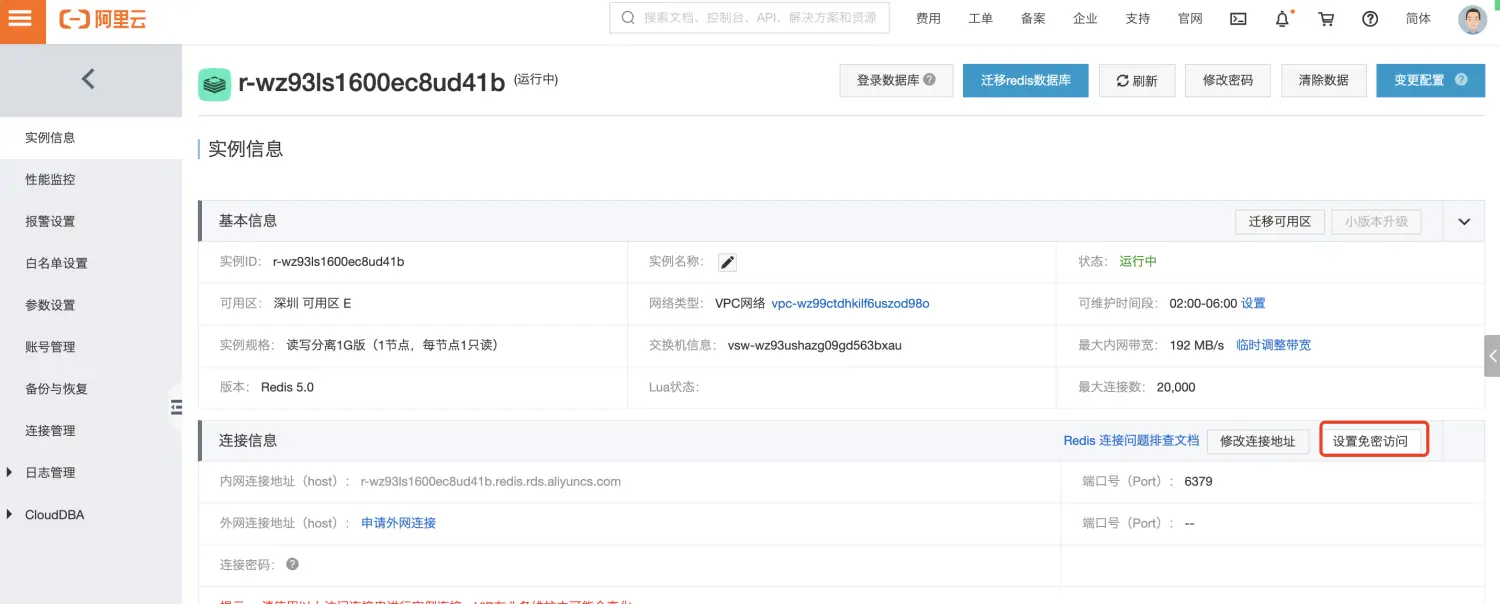 阿里云
搜索文档、控制台、API、解决方案和资源
费用 工单 备案 企业 支持 官网 简体
r-wz93ls1600ec8ud41b (运行中)
登录数据库 迁移redis数据库 刷新 修改密码 清除数据 变更配置
实例信息
性能监控
报警设置
白名单设置
参数设置
账号管理
备份与恢复
连接管理
日志管理
CloudDBA
实例信息
基本信息 迁移可用区 小版本升级
实例ID: r-wz93ls1600ec8ud41b 实例名称: 状态: 运行中
可用区: 深圳 可用区 E 网络类型: VPC网络 vpc-wz99ctdhkilf6uszod98o 可维护时间段: 02:00-06:00 设置
实例规格: 读写分离1G版（1节点，每节点1只读） 交换机信息: vsw-wz93ushazg09gd563bxau 最大内网带宽: 192 MB/s 临时调整带宽
版本: Redis 5.0 Lua状态: 最大连接数: 20,000
连接信息 Redis 连接问题排查文档 修改连接地址 设置免密访问
内网连接地址（host）: r-wz93ls1600ec8ud41b.redis.rds.aliyuncs.com 端口号（Port）: 6379
外网连接地址（host）: 申请外网连接 端口号（Port）: --
连接密码: